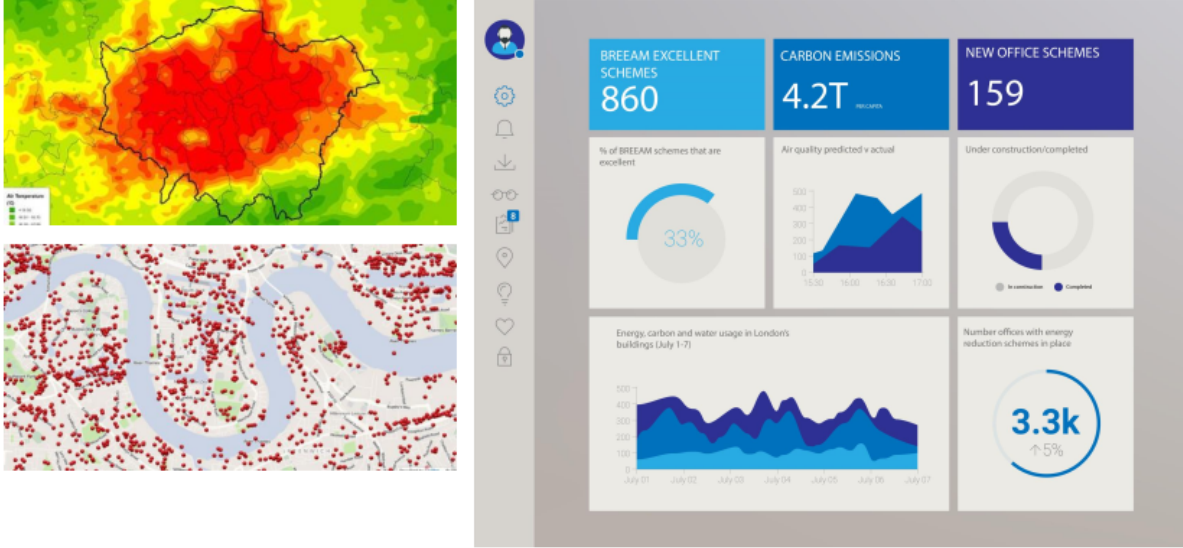 Air Temperature
BREEAM EXCELLENT
SCHEMES
860
CARBON EMISSIONS
4.2T
PER CAPITA
NEW OFFICE SCHEMES
159
8
% of BREEAM schemes that are
excellent
33%
Air quality predicted v actual
500
400
300
200
100
0
15:30 16:00 16:30 17:00
Under construction/completed
In construction Completed
Energy, carbon and water usage in London's
buildings (July 1-7)
500
400
300
200
100
0
July 01 July 02 July 03 July 04 July 05 July 06 July 07
Number offices with energy
reduction schemes in place
3.3k
↑5%